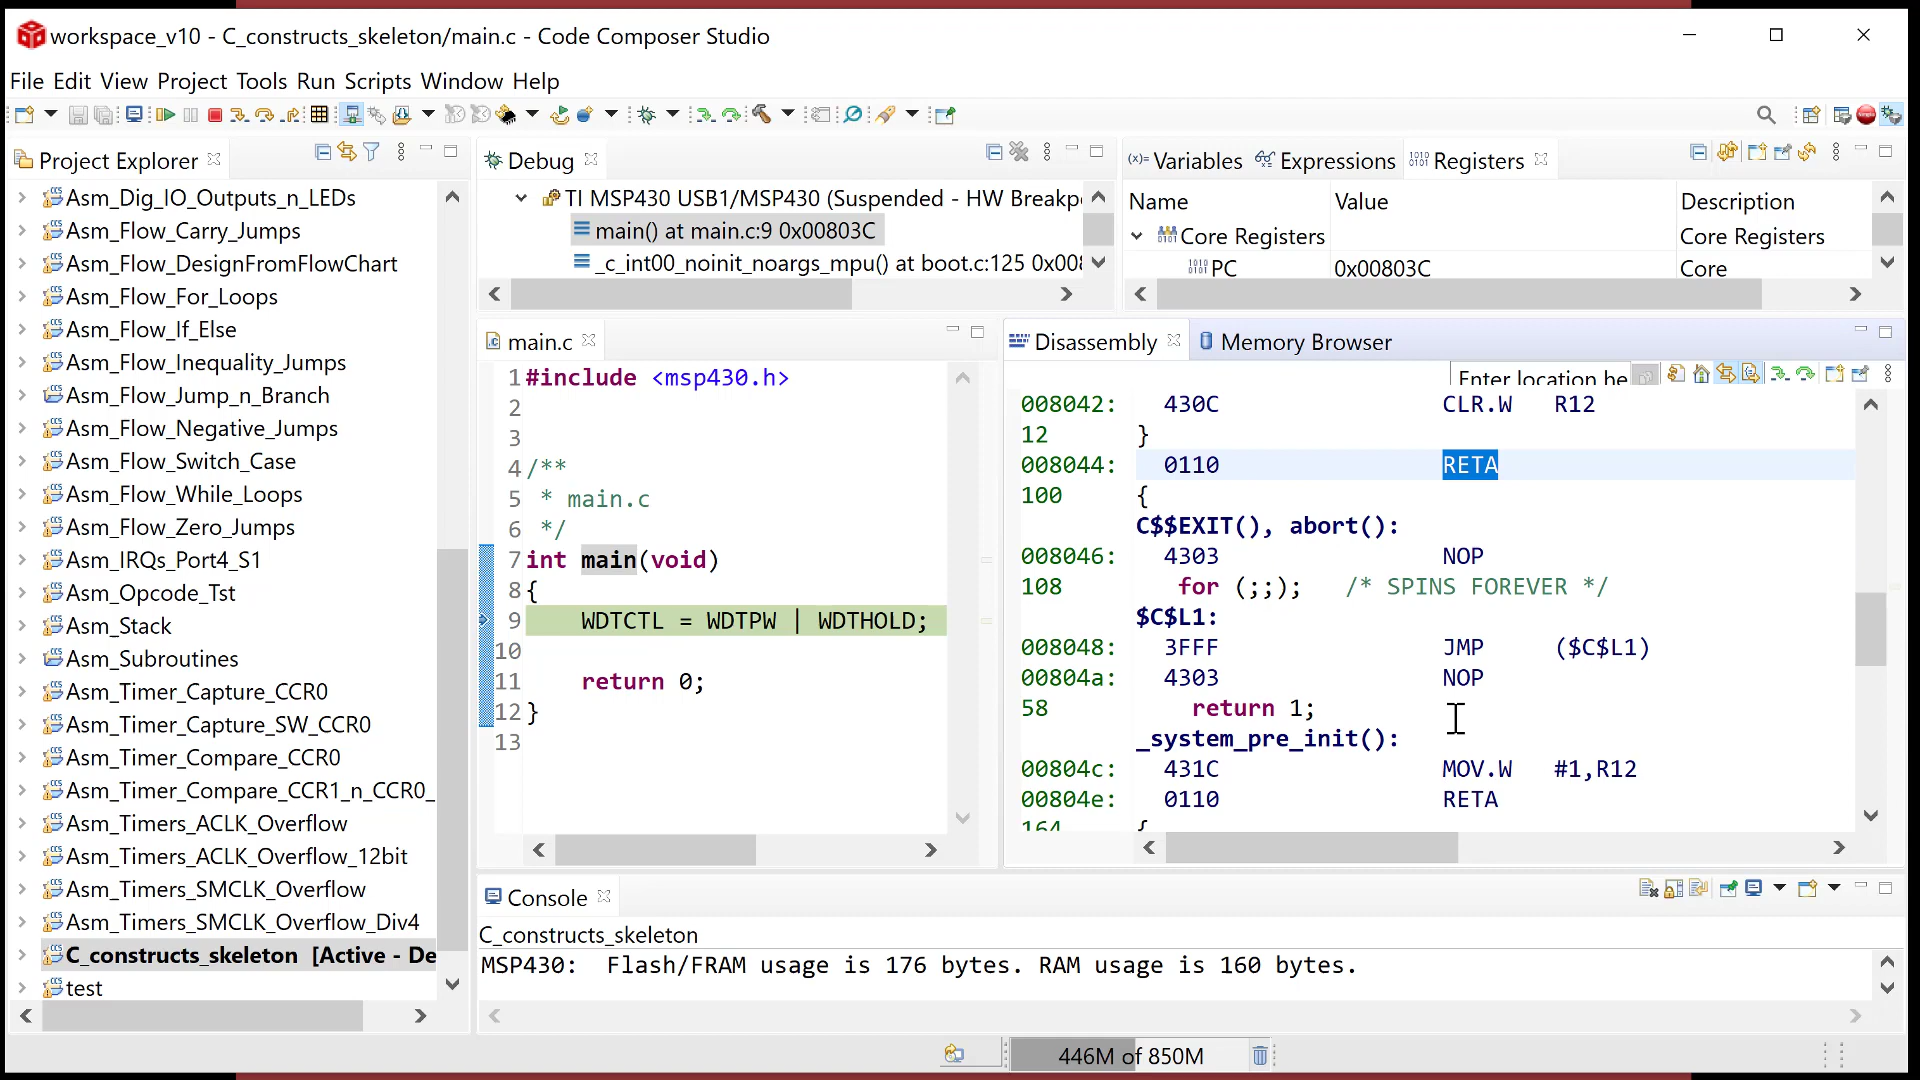 workspace_v10 - C_constructs_skeleton/main.c - Code Composer Studio
File Edit View Project Tools Run Scripts Window Help
Project Explorer
Asm_Dig_IO_Outputs_n_LEDs
Asm_Flow_Carry_Jumps
Asm_Flow_DesignFromFlowChart
Asm_Flow_For_Loops
Asm_Flow_If_Else
Asm_Flow_Inequality_Jumps
Asm_Flow_Jump_n_Branch
Asm_Flow_Negative_Jumps
Asm_Flow_Switch_Case
Asm_Flow_While_Loops
Asm_Flow_Zero_Jumps
Asm_IRQs_Port4_S1
Asm_Opcode_Tst
Asm_Stack
Asm_Subroutines
Asm_Timer_Capture_CCR0
Asm_Timer_Capture_SW_CCR0
Asm_Timer_Compare_CCR0
Asm_Timer_Compare_CCR1_n_CCR0_
Asm_Timers_ACLK_Overflow
Asm_Timers_ACLK_Overflow_12bit
Asm_Timers_SMCLK_Overflow
Asm_Timers_SMCLK_Overflow_Div4
C_constructs_skeleton [Active - De
test
Debug
TI MSP430 USB1/MSP430 (Suspended - HW Breakp
main() at main.c:9 0x00803C
_c_int00_noinit_noargs_mpu() at boot.c:125 0x008
(x)= Variables Expressions Registers
Name Value Description
Core Registers Core Registers
PC 0x00803C Core
main.c
1 #include <msp430.h>
2
3
4 /**
5 * main.c
6 */
7 int main(void)
8 {
9 WDTCTL = WDTPW | WDTHOLD;
10
11 return 0;
12 }
13
Disassembly Memory Browser
Enter location he
008042: 430C CLR.W R12
12 }
008044: 0110 RETA
100 {
C$$EXIT(), abort():
008046: 4303 NOP
108 for (;;); /* SPINS FOREVER */
$C$L1:
008048: 3FFF JMP ($C$L1)
00804a: 4303 NOP
58 return 1;
_system_pre_init():
00804c: 431C MOV.W #1,R12
00804e: 0110 RETA
164 {
Console
C_constructs_skeleton
MSP430: Flash/FRAM usage is 176 bytes. RAM usage is 160 bytes.
446M of 850M